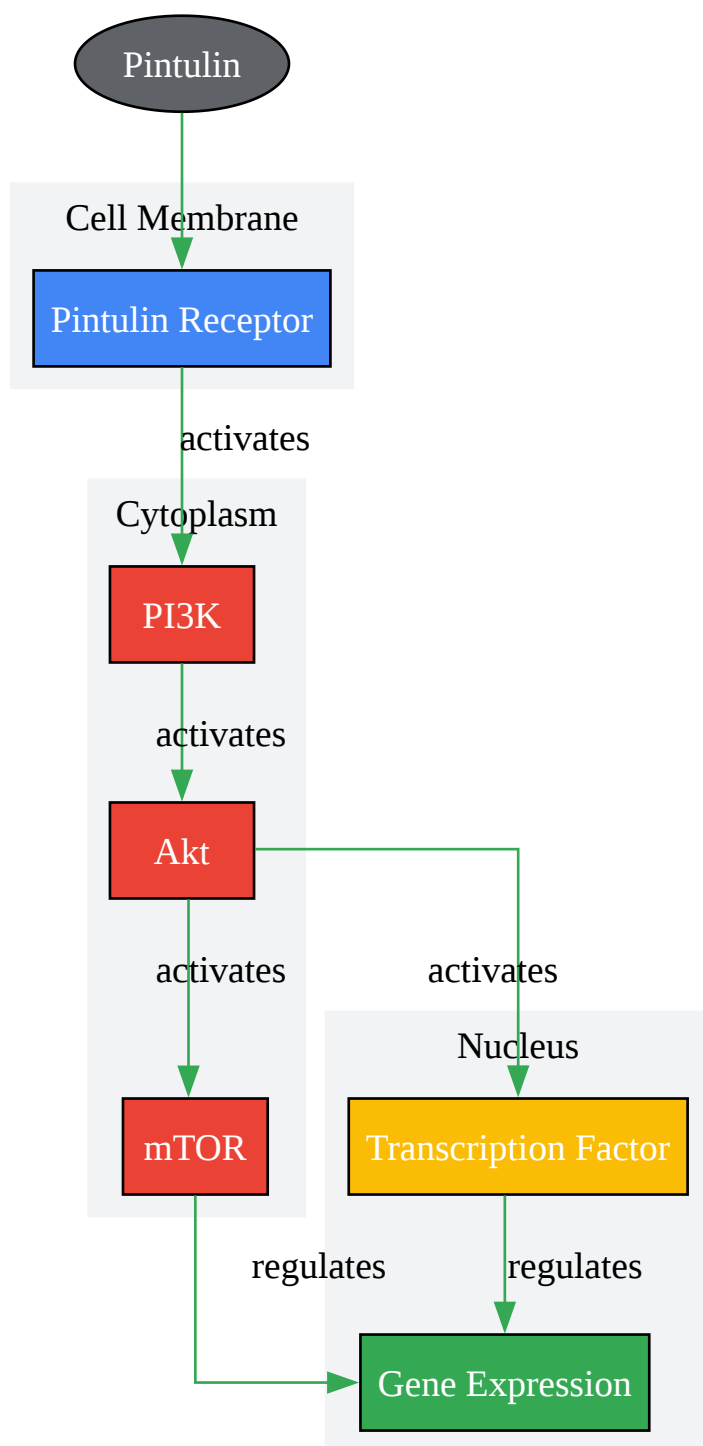 Pintulin
Cell Membrane
Pintulin Receptor
activates
Cytoplasm
PI3K
activates
Akt
activates
activates
Nucleus
mTOR
Transcription Factor
regulates
regulates
Gene Expression